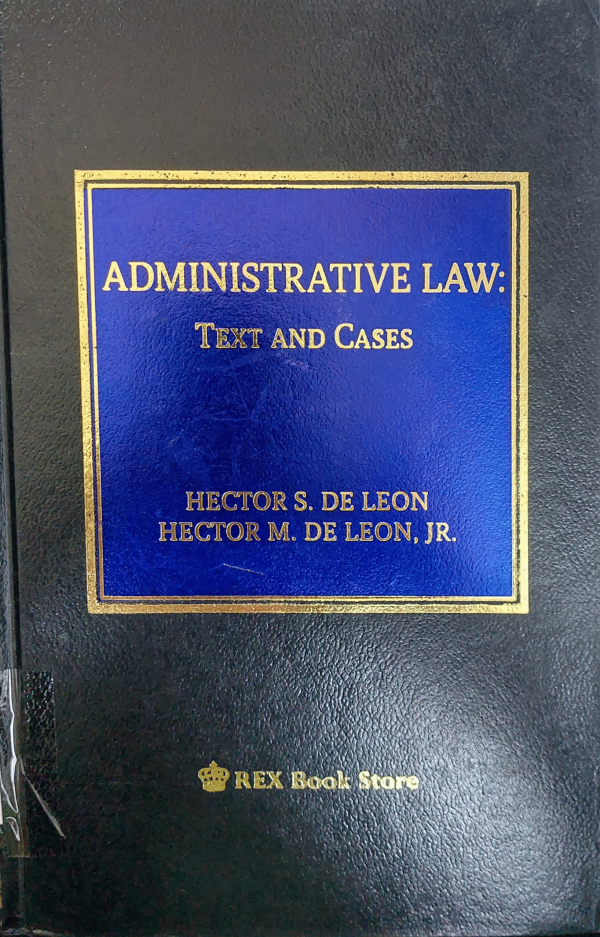 ADMINISTRATIVE LAW:
TEXT AND CASES
HECTOR S. DE LEON
HECTOR M. DE LEON, JR.
REX Book Store